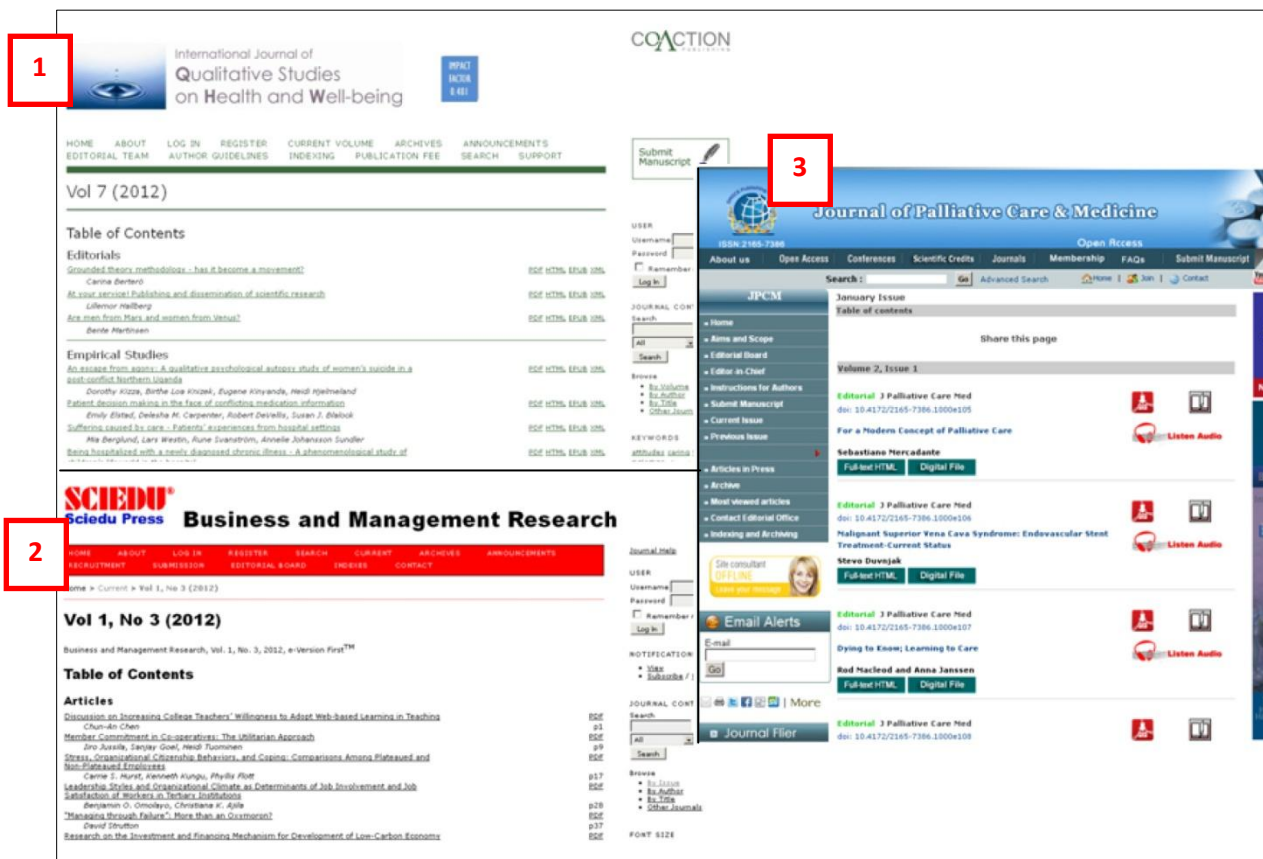 1
International Journal of
Qualitative Studies
on Health and Well-being
IMPACT
FACTOR
0.481
COACTION
PUBLISHING
HOME ABOUT LOG IN REGISTER CURRENT VOLUME ARCHIVES ANNOUNCEMENTS
EDITORIAL TEAM AUTHOR GUIDELINES INDEXING PUBLICATION FEE SEARCH SUPPORT
Vol 7 (2012)
Table of Contents
Editorials
Grounded theory methodology - has it become a movement? PDF HTML EPUB XML
Carina Berterö
At your service! Publishing and dissemination of scientific research PDF HTML EPUB XML
Lillemor Hallberg
Are men from Mars and women from Venus? PDF HTML EPUB XML
Bente Martinsen
Empirical Studies
An escape from agony: A qualitative psychological autopsy study of women's suicide in a PDF HTML EPUB XML
post-conflict Northern Uganda
Dorothy Kizza, Birthe Loa Knizek, Eugene Kinyanda, Heidi Hjelmeland
Patient decision making in the face of conflicting medication information PDF HTML EPUB XML
Emily Elstad, Delesha M. Carpenter, Robert DeVellis, Susan J. Blalock
Suffering caused by care - Patients' experiences from hospital settings PDF HTML EPUB XML
Mia Berglund, Lars Westin, Rune Svanström, Annelie Johansson Sundler
Being hospitalized with a newly diagnosed chronic illness - A phenomenological study of PDF HTML EPUB XML
Submit
Manuscript
USER
Username
Password
Remember
Log In
JOURNAL CONT
Search
All
Search
Browse
By Volume
By Author
By Title
Other Journ
KEYWORDS
attitudes caring
2
SCIEDU®
Sciedu Press
Business and Management Research
HOME ABOUT LOG IN REGISTER SEARCH CURRENT ARCHIVES ANNOUNCEMENTS
RECRUITMENT SUBMISSION EDITORIAL BOARD INDEXES CONTACT
Home > Current > Vol 1, No 3 (2012)
Vol 1, No 3 (2012)
Business and Management Research, Vol. 1, No. 3, 2012, e-Version First™
Table of Contents
Articles
Discussion on Increasing College Teachers' Willingness to Adopt Web-based Learning in Teaching PDF
Chun-An Chen p1
Member Commitment in Co-operatives: The Utilitarian Approach PDF
Iiro Jussila, Sanjay Goel, Heidi Tuominen p9
Stress, Organizational Citizenship Behaviors, and Coping: Comparisons Among Plateaued and PDF
Non-Plateaued Employees
Carrie S. Hurst, Kenneth Kungu, Phyllis Flott p17
Leadership Styles and Organizational Climate as Determinants of Job Involvement and Job PDF
Satisfaction of Workers in Tertiary Institutions
Benjamin O. Omolayo, Christiana K. Ajila p28
"Managing through Failure": More than an Oxymoron? PDF
David Strutton p37
Research on the Investment and Financing Mechanism for Development of Low-Carbon Economy PDF
Journal Help
USER
Username
Password
Remember
Log In
NOTIFICATION
View
Subscribe /
JOURNAL CONT
Search
All
Search
Browse
By Issue
By Author
By Title
Other Journals
FONT SIZE
3
Journal of Palliative Care & Medicine
ISSN:2165-7386
Open Access
About us Open Access Conferences Scientific Credits Journals Membership FAQs Submit Manuscript
Search : Go Advanced Search Home | Join | Contact
JPCM
Home
Aims and Scope
Editorial Board
Editor-in-Chief
Instructions for Authors
Submit Manuscript
Current Issue
Previous Issue
Articles in Press
Archive
Most viewed articles
Contact Editorial Office
Indexing and Archiving
Site consultant
OFFLINE
Leave your message
Email Alerts
E-mail
Go
| More
Journal Flier
January Issue
Table of contents
Share this page
Volume 2, Issue 1
Editorial J Palliative Care Med
doi: 10.4172/2165-7386.1000e105
For a Modern Concept of Palliative Care
Listen Audio
Sebastiano Mercadante
Full-text HTML Digital File
Editorial J Palliative Care Med
doi: 10.4172/2165-7386.1000e106
Malignant Superior Vena Cava Syndrome: Endovascular Stent
Treatment-Current Status
Listen Audio
Stevo Duvnjak
Full-text HTML Digital File
Editorial J Palliative Care Med
doi: 10.4172/2165-7386.1000e107
Dying to Know; Learning to Care
Listen Audio
Rod Macleod and Anna Janssen
Full-text HTML Digital File
Editorial J Palliative Care Med
doi: 10.4172/2165-7386.1000e108